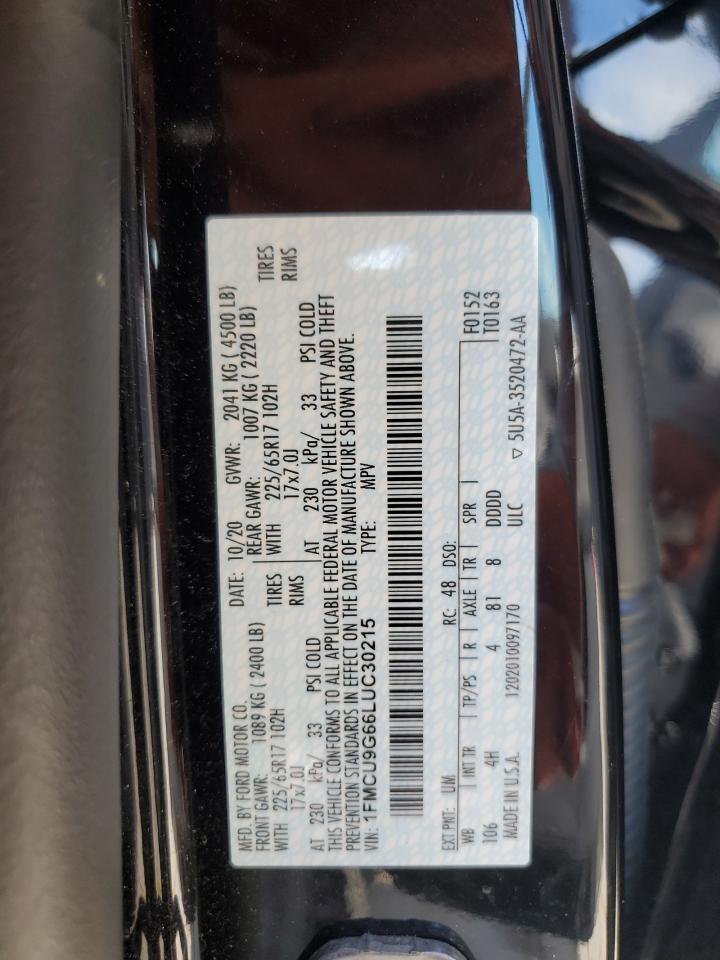 MFD. BY FORD MOTOR CO. DATE: 10/20 GVWR: 2041 KG ( 4500 LB)
FRONT GAWR: 1089 KG ( 2400 LB) REAR GAWR: 1007 KG ( 2220 LB)
WITH 225/65R17 102H TIRES WITH 225/65R17 102H TIRES
17x7.0J RIMS 17x7.0J RIMS
AT 230 kPa/ 33 PSI COLD AT 230 kPa/ 33 PSI COLD
THIS VEHICLE CONFORMS TO ALL APPLICABLE FEDERAL MOTOR VEHICLE SAFETY AND THEFT
PREVENTION STANDARDS IN EFFECT ON THE DATE OF MANUFACTURE SHOWN ABOVE.
VIN: 1FMCU9G66LUC30215 TYPE: MPV
EXT PNT: UM RC: 48 DSO:
WB INT TR TP/PS R AXLE TR SPR F0152
106 4H 4 81 8 DDDD T0163
MADE IN U.S.A. 1202010097170 ULC
▽ 5U5A-3520472-AA